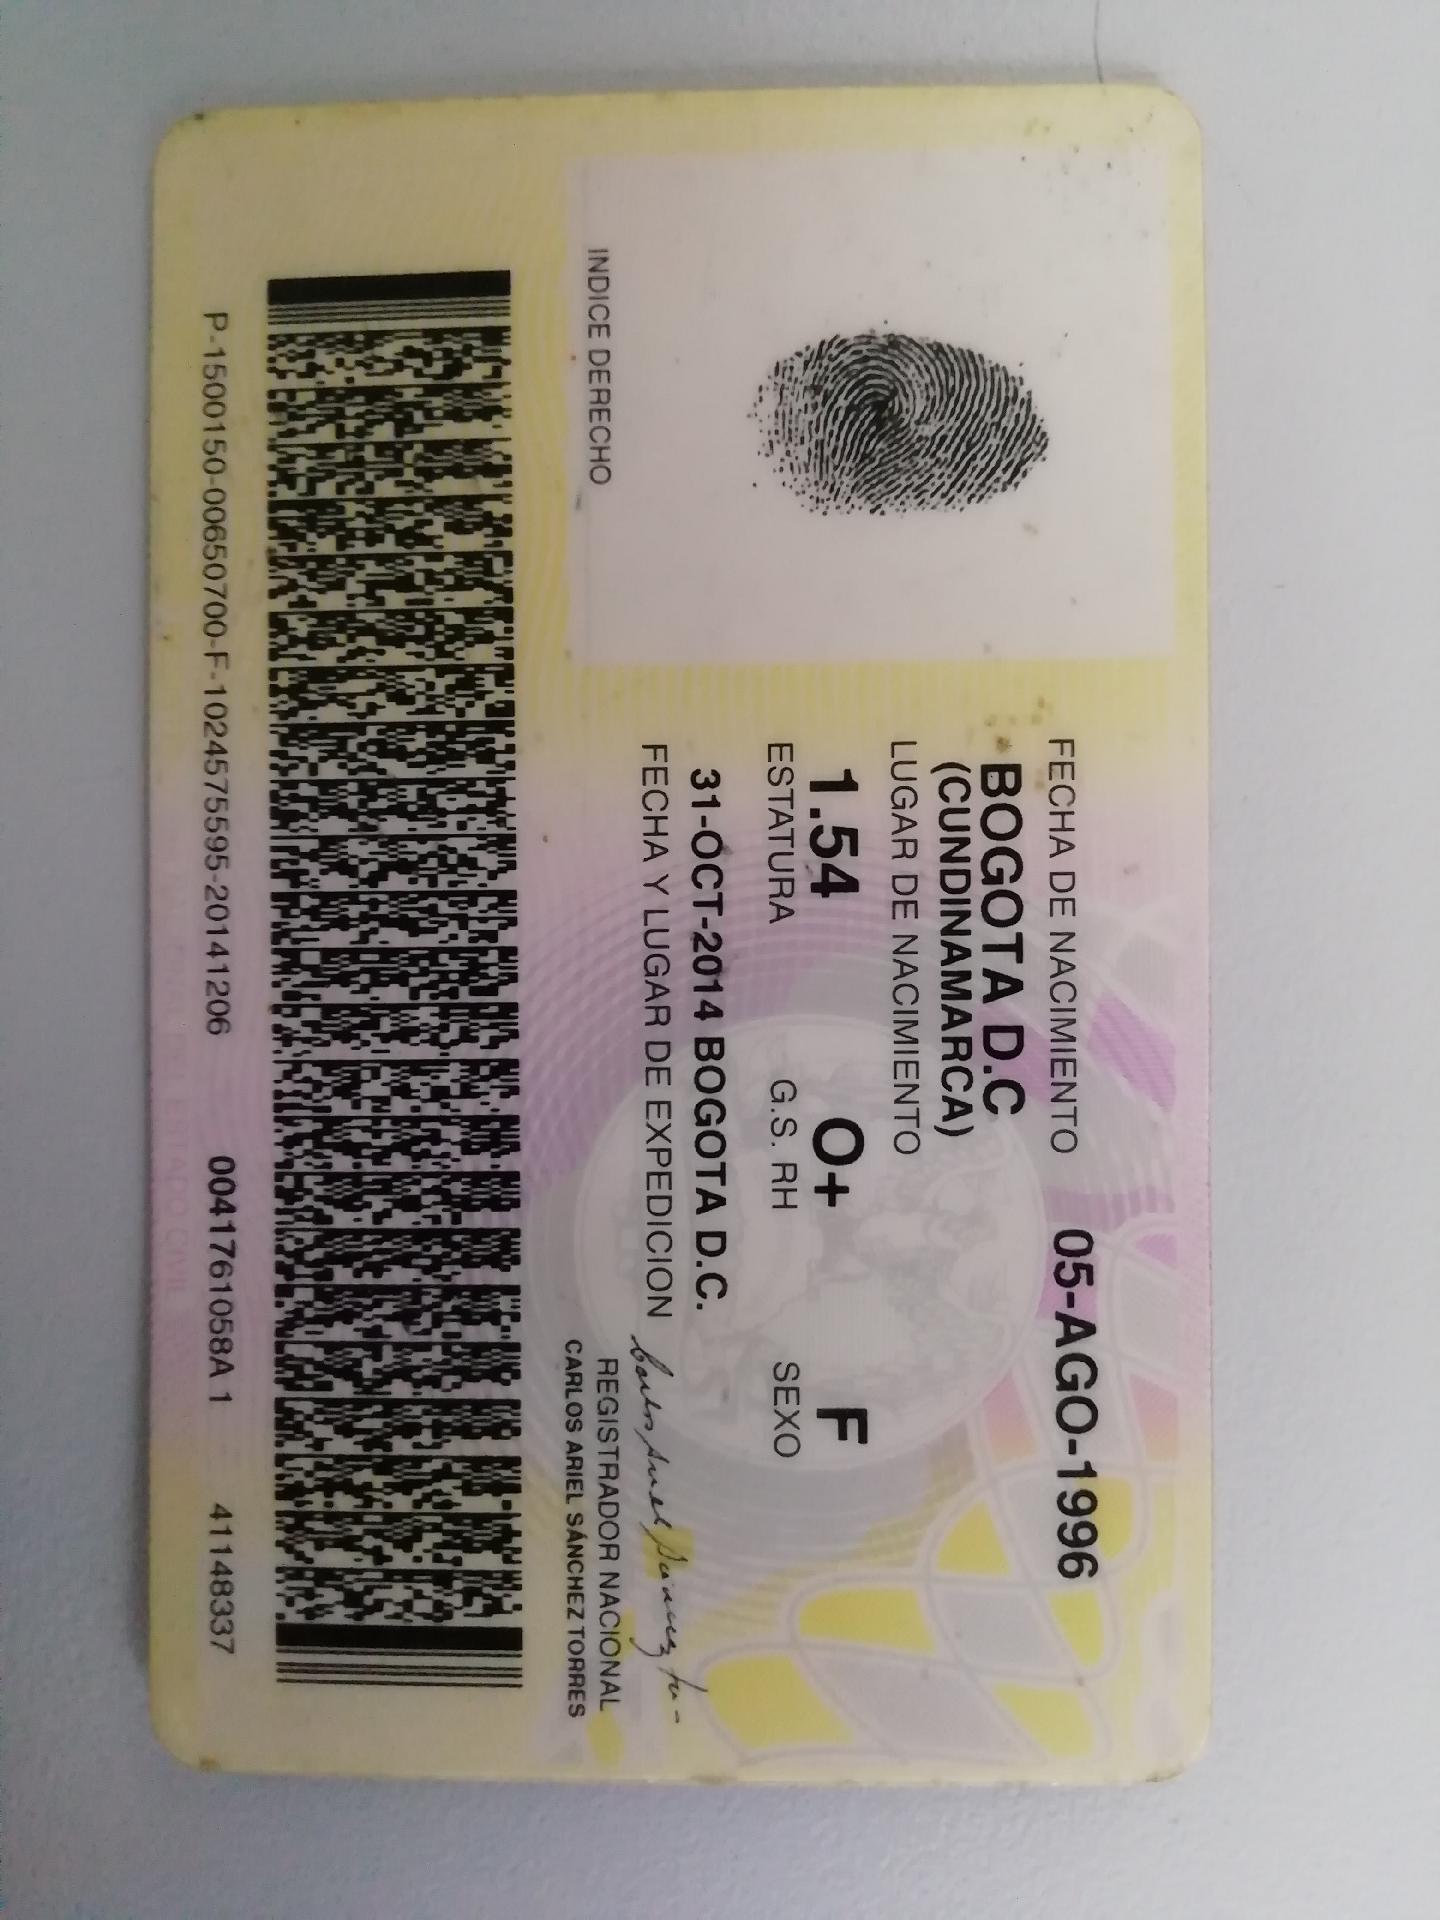 FECHA DE NACIMIENTO 05-AGO-1996
BOGOTA D.C
(CUNDINAMARCA)
LUGAR DE NACIMIENTO
1.54 O+ F
ESTATURA G.S. RH SEXO
31-OCT-2014 BOGOTA D.C.
FECHA Y LUGAR DE EXPEDICION
INDICE DERECHO
REGISTRADOR NACIONAL
CARLOS ARIEL SÁNCHEZ TORRES
P-1500150-00650700-F-1024575595-20141206 0041761058A 1 41148337